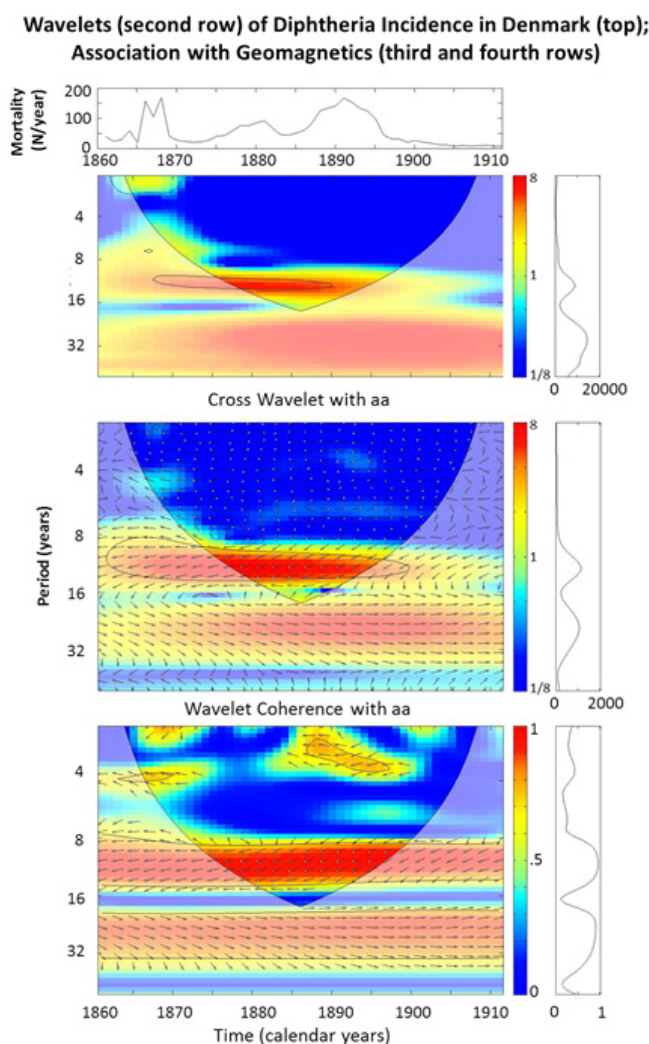 Wavelets (second row) of Diphtheria Incidence in Denmark (top);
Association with Geomagnetics (third and fourth rows)
Mortality
(N/year)
200
100
0
1860 1870 1880 1890 1900 1910
4
16
32
8
1
1/8
0 20000
Cross Wavelet with aa
Period (years)
4
8
16
32
8
1
1/8
0 2000
Wavelet Coherence with aa
4
8
16
32
1
.5
0
0 1
1860 1870 1880 1890 1900 1910
Time (calendar years)